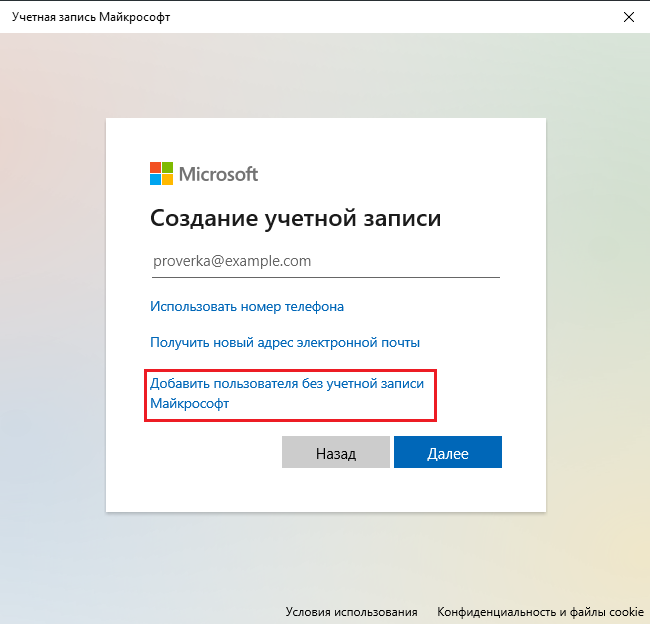 Учетная запись Майкрософт
Microsoft
Создание учетной записи
proverka@example.com
Использовать номер телефона
Получить новый адрес электронной почты
Добавить пользователя без учетной записи
Майкрософт
Назад Далее
Условия использования Конфиденциальность и файлы cookie